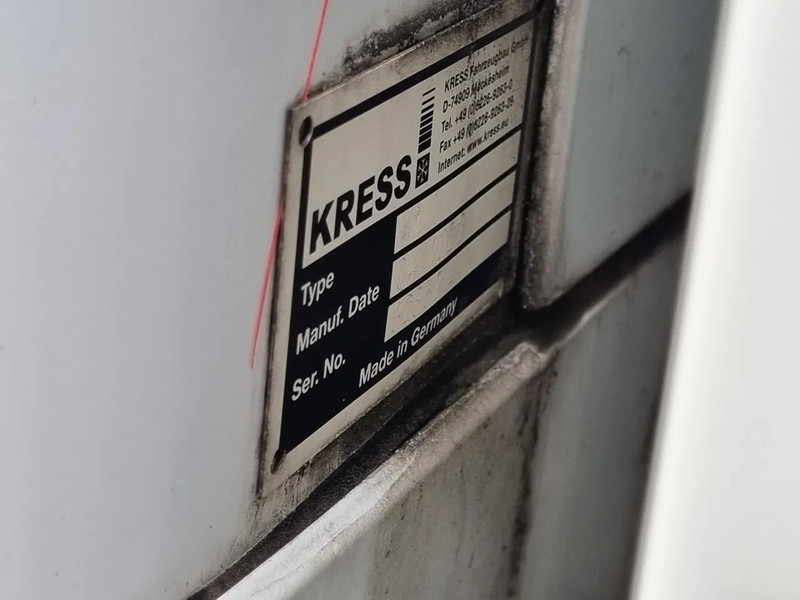 KRESS Fahrzeugbau GmbH
D-74909 Meckesheim
Tel. +49 (0)6226-9263-0
Fax +49 (0)6226-9263-29
Internet: www.kress.eu
KRESS
Type
Manuf. Date
Ser. No.
Made in Germany